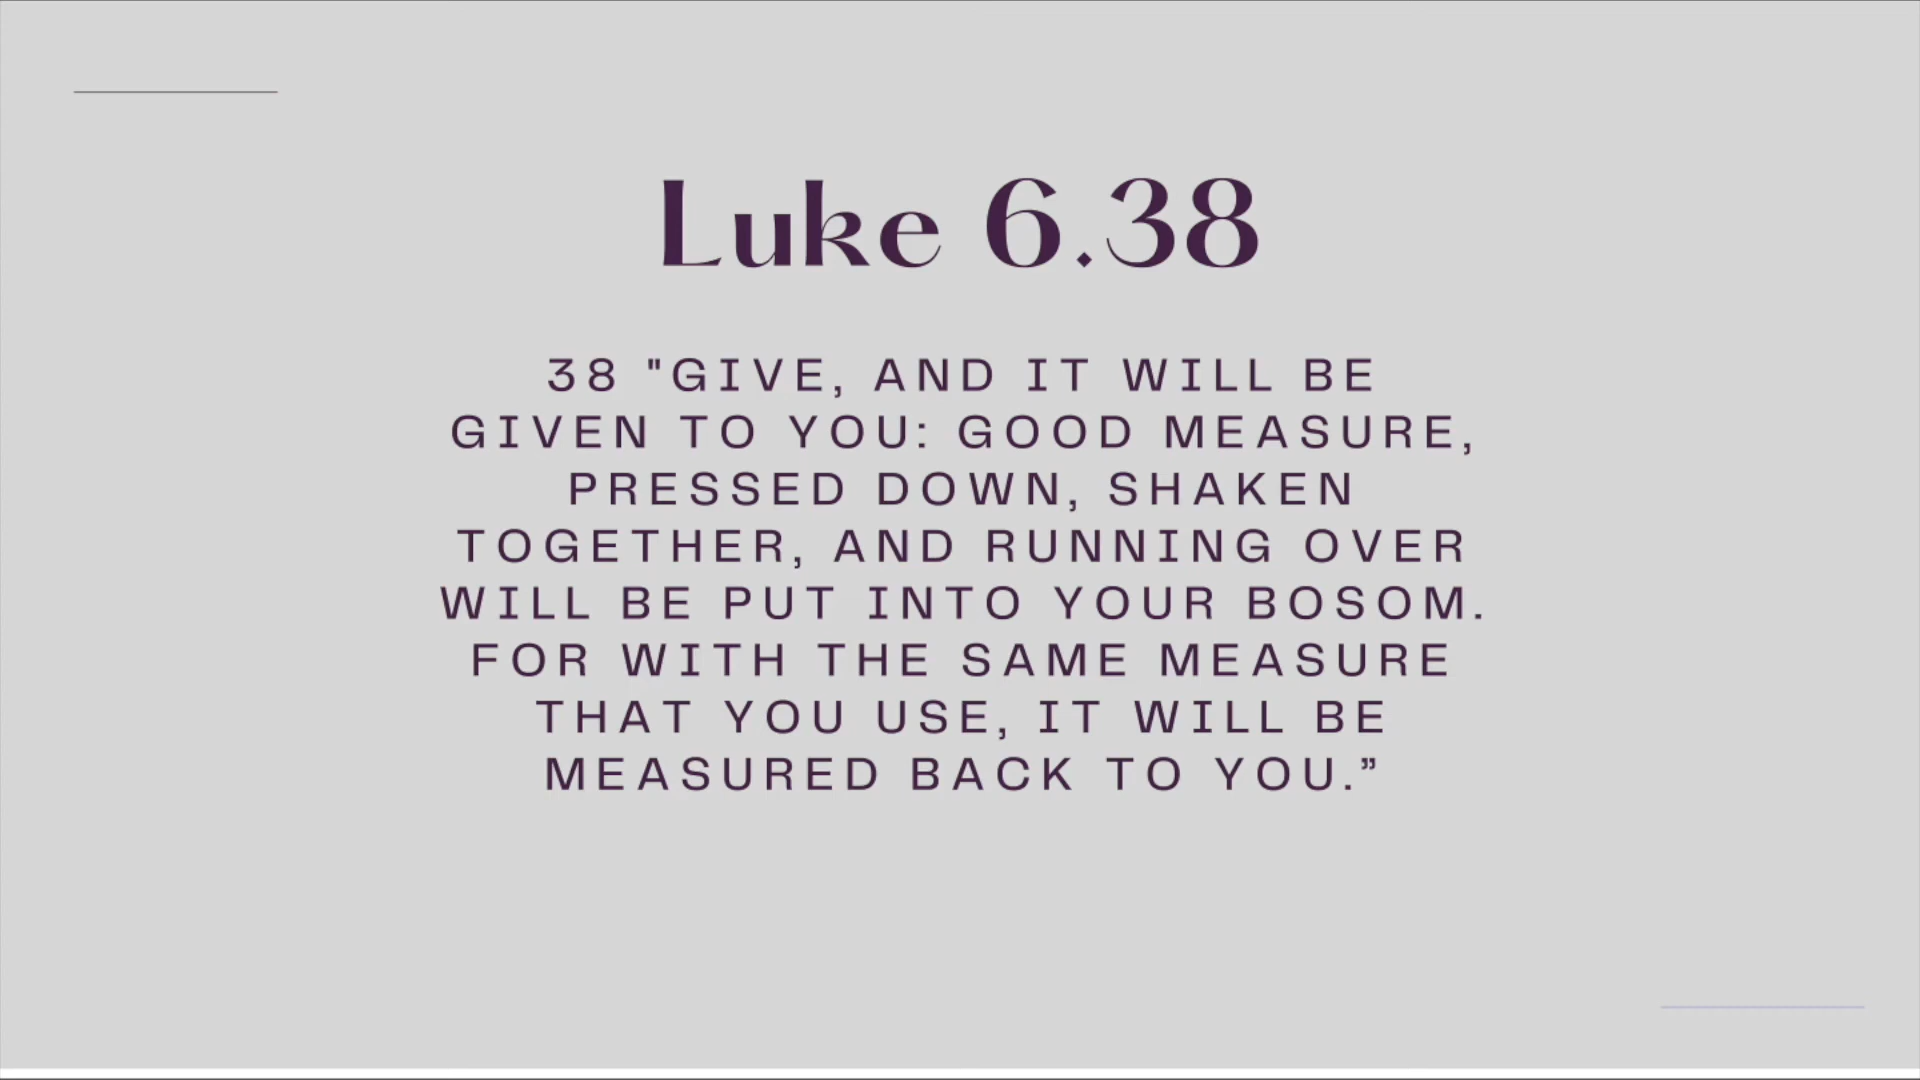 Luke 6.38
38 "GIVE, AND IT WILL BE
GIVEN TO YOU: GOOD MEASURE,
PRESSED DOWN, SHAKEN
TOGETHER, AND RUNNING OVER
WILL BE PUT INTO YOUR BOSOM.
FOR WITH THE SAME MEASURE
THAT YOU USE, IT WILL BE
MEASURED BACK TO YOU.”